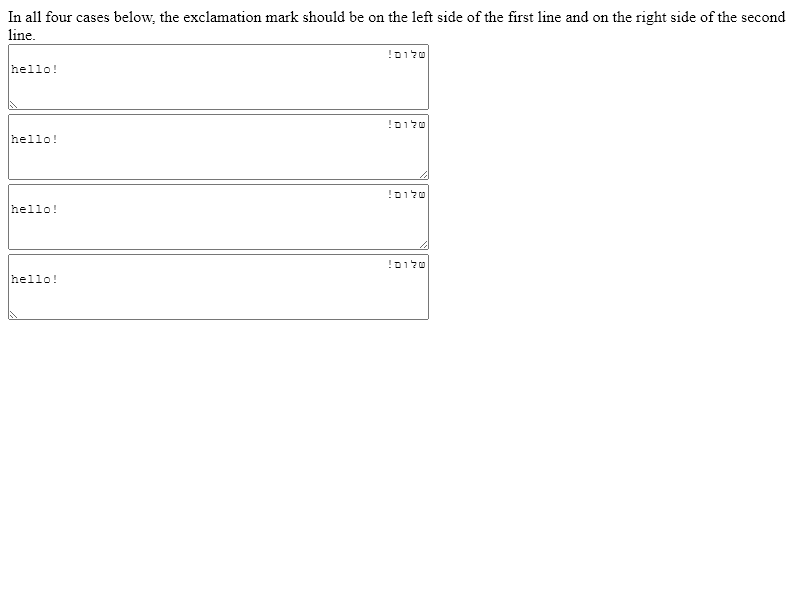 In all four cases below, the exclamation mark should be on the left side of the first line and on the right side of the second
line.
שלום!
hello!
שלום!
hello!
שלום!
hello!
שלום!
hello!